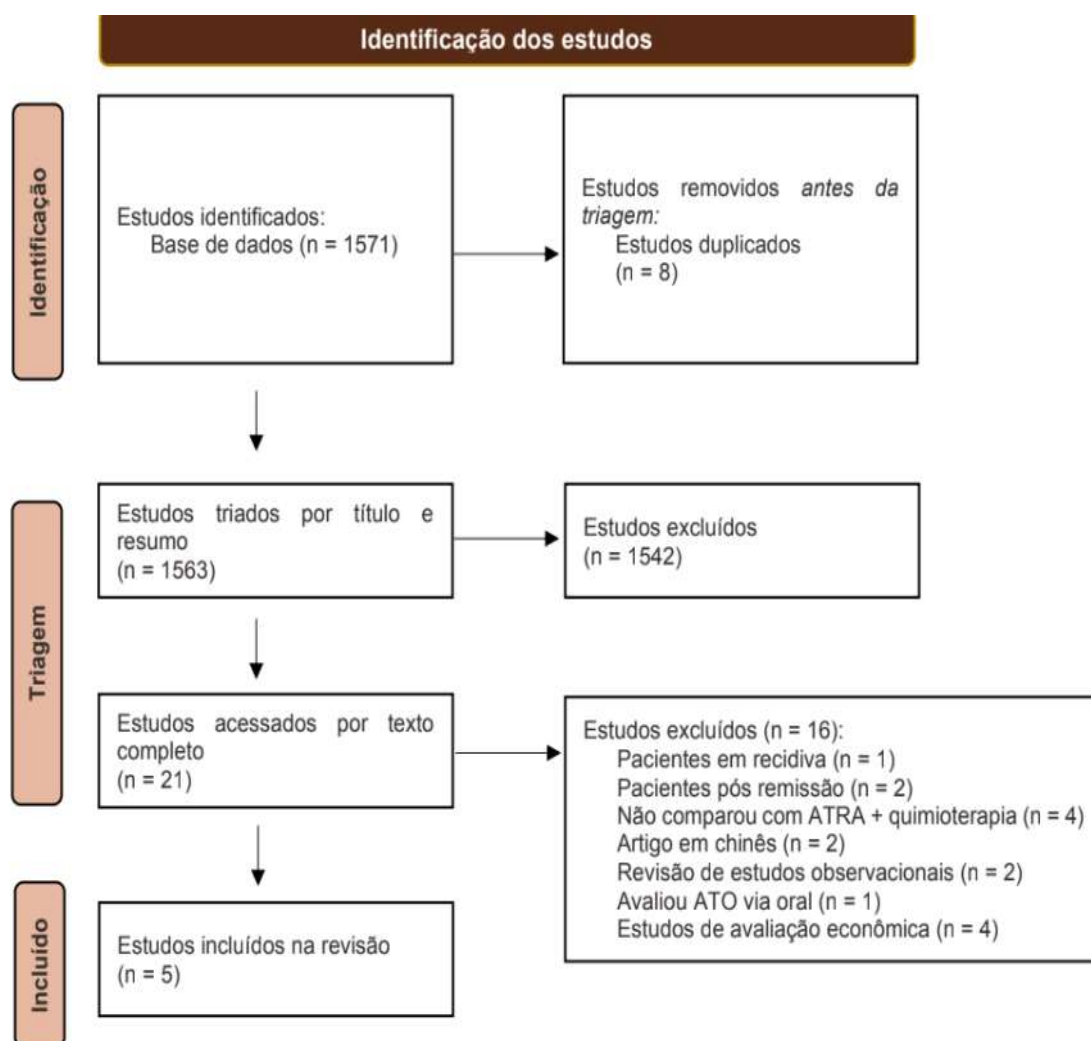 Identificação dos estudos
Identificação
Estudos identificados:
Base de dados (n = 1571)
Estudos removidos antes da
triagem:
Estudos duplicados
(n = 8)
Triagem
Estudos triados por título e
resumo
(n = 1563)
Estudos excluídos
(n = 1542)
Estudos acessados por texto
completo
(n = 21)
Estudos excluídos (n = 16):
Pacientes em recidiva (n = 1)
Pacientes pós remissão (n = 2)
Não comparou com ATRA + quimioterapia (n = 4)
Artigo em chinês (n = 2)
Revisão de estudos observacionais (n = 2)
Avaliou ATO via oral (n = 1)
Estudos de avaliação econômica (n = 4)
Incluído
Estudos incluídos na revisão
(n = 5)